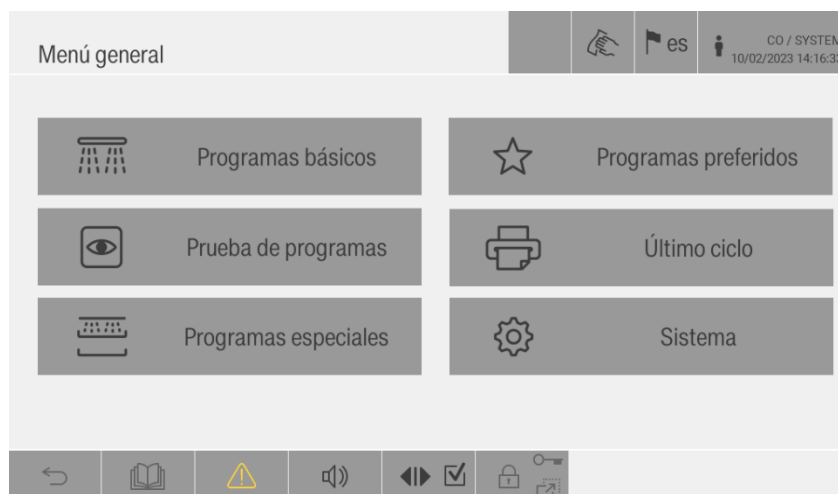 Menú general
es
CO / SYSTEM
10/02/2023 14:16:33
Programas básicos
Programas preferidos
Prueba de programas
Último ciclo
Programas especiales
Sistema